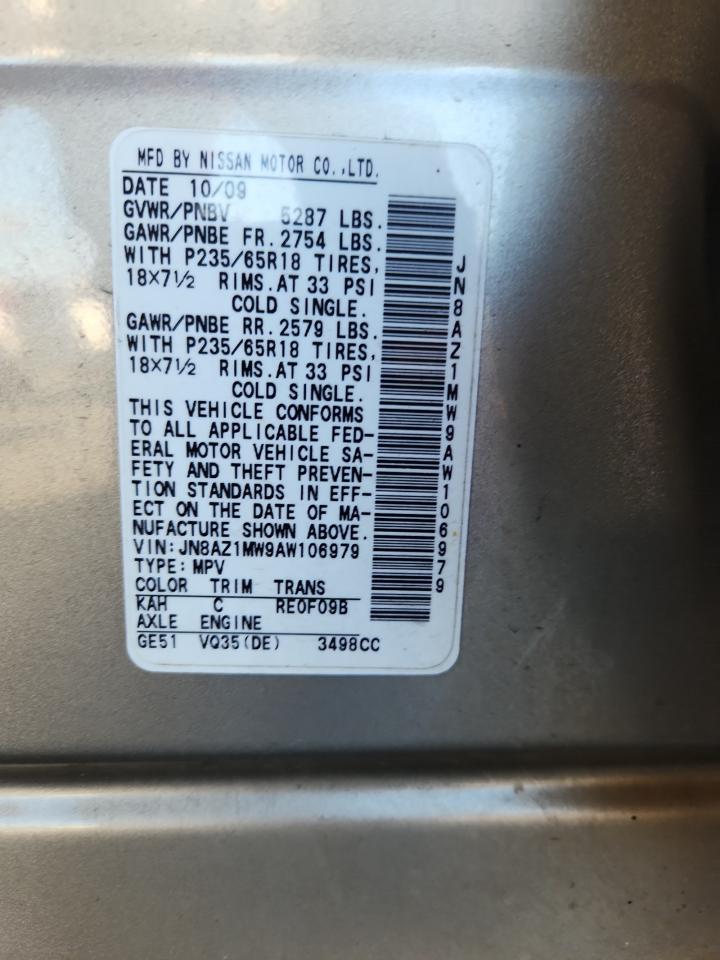 MFD BY NISSAN MOTOR CO.,LTD.
DATE 10/09
GVWR/PNBV 5287 LBS.
GAWR/PNBE FR.2754 LBS.
WITH P235/65R18 TIRES,
18×7½ RIMS.AT 33 PSI
COLD SINGLE.
GAWR/PNBE RR.2579 LBS.
WITH P235/65R18 TIRES,
18×7½ RIMS.AT 33 PSI
COLD SINGLE.
THIS VEHICLE CONFORMS
TO ALL APPLICABLE FED-
ERAL MOTOR VEHICLE SA-
FETY AND THEFT PREVEN-
TION STANDARDS IN EFF-
ECT ON THE DATE OF MA-
NUFACTURE SHOWN ABOVE.
VIN:JN8AZ1MW9AW106979
TYPE:MPV
COLOR TRIM TRANS
KAH C RE0F09B
AXLE ENGINE
GE51 VQ35(DE) 3498CC
JN8AZ1MW9AW106979